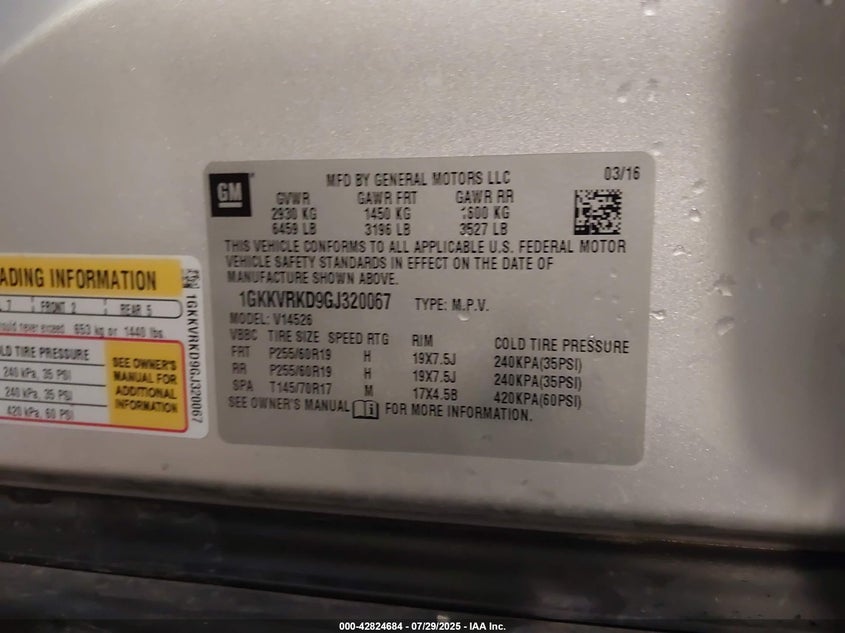 GM
MFD BY GENERAL MOTORS LLC 03/16
GVWR GAWR FRT GAWR RR
2930 KG 1450 KG 1600 KG
6459 LB 3196 LB 3527 LB
THIS VEHICLE CONFORMS TO ALL APPLICABLE U.S. FEDERAL MOTOR
VEHICLE SAFETY STANDARDS IN EFFECT ON THE DATE OF
MANUFACTURE SHOWN ABOVE.
1GKKVRKD9GJ320067 TYPE: M.P.V.
MODEL: V14526
VBBC TIRE SIZE SPEED RTG RIM COLD TIRE PRESSURE
FRT P255/60R19 H 19X7.5J 240KPA(35PSI)
RR P255/60R19 H 19X7.5J 240KPA(35PSI)
SPA T145/70R17 M 17X4.5B 420KPA(60PSI)
SEE OWNER'S MANUAL FOR MORE INFORMATION.
ADING INFORMATION
7 FRONT 2 REAR 5
should never exceed 653 kg or 1440 lbs.
OLD TIRE PRESSURE
240 kPa, 35 PSI
240 kPa, 35 PSI
420 kPa, 60 PSI
SEE OWNER'S
MANUAL FOR
ADDITIONAL
INFORMATION
1GKKVRKD9GJ320067
000-42824684 - 07/29/2025 - IAA Inc.